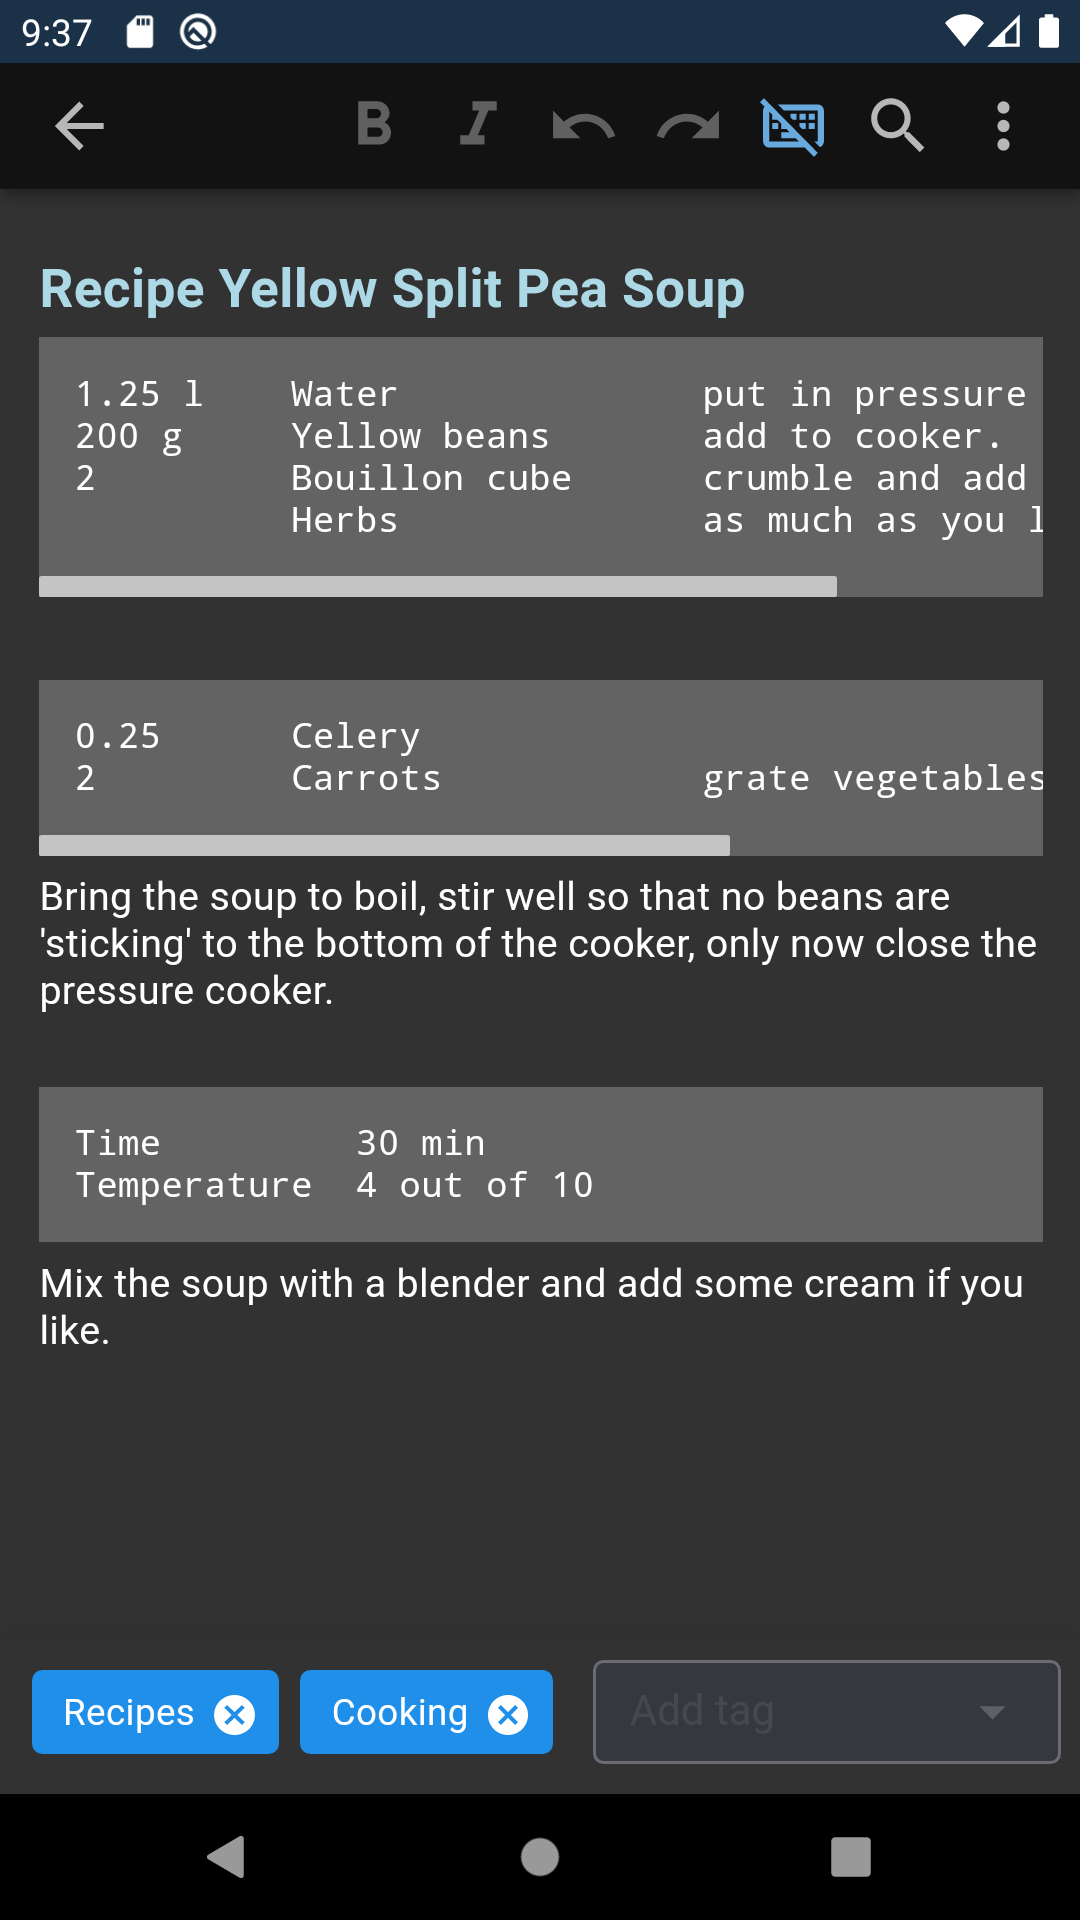 9:37
B I
Recipe Yellow Split Pea Soup
1.25 l Water put in pressure
200 g Yellow beans add to cooker.
2 Bouillon cube crumble and add
Herbs as much as you l
0.25 Celery
2 Carrots grate vegetables
Bring the soup to boil, stir well so that no beans are
'sticking' to the bottom of the cooker, only now close the
pressure cooker.
Time 30 min
Temperature 4 out of 10
Mix the soup with a blender and add some cream if you
like.
Recipes Cooking Add tag